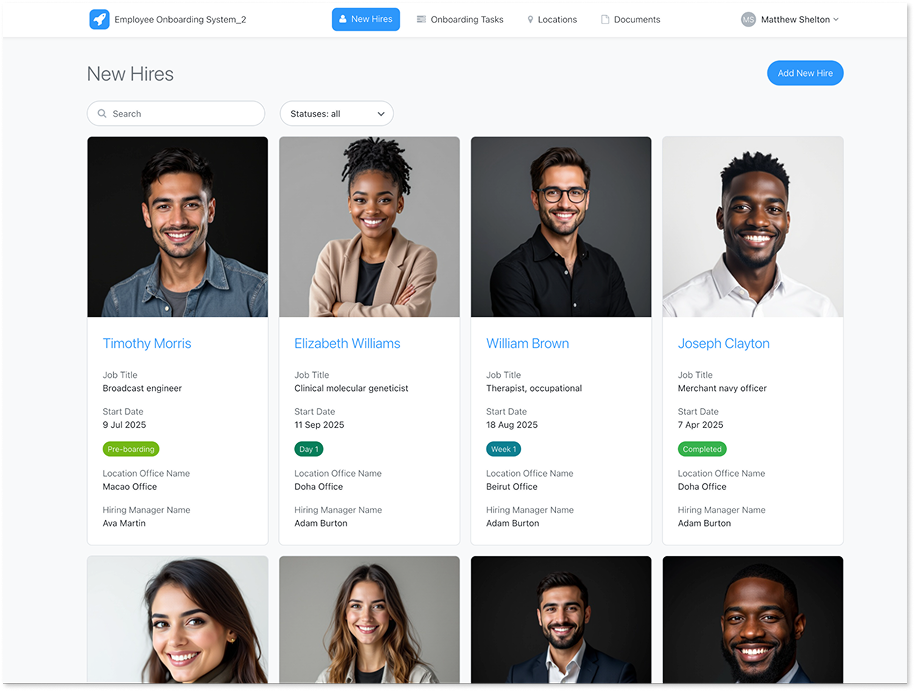 Employee Onboarding System_2
New Hires
Onboarding Tasks
Locations
Documents
MS
Matthew Shelton
New Hires
Add New Hire
Search
Statuses: all
Timothy Morris
Job Title
Broadcast engineer
Start Date
9 Jul 2025
Pre-boarding
Location Office Name
Macao Office
Hiring Manager Name
Ava Martin
Elizabeth Williams
Job Title
Clinical molecular geneticist
Start Date
11 Sep 2025
Day 1
Location Office Name
Doha Office
Hiring Manager Name
Adam Burton
William Brown
Job Title
Therapist, occupational
Start Date
18 Aug 2025
Week 1
Location Office Name
Beirut Office
Hiring Manager Name
Adam Burton
Joseph Clayton
Job Title
Merchant navy officer
Start Date
7 Apr 2025
Completed
Location Office Name
Doha Office
Hiring Manager Name
Adam Burton